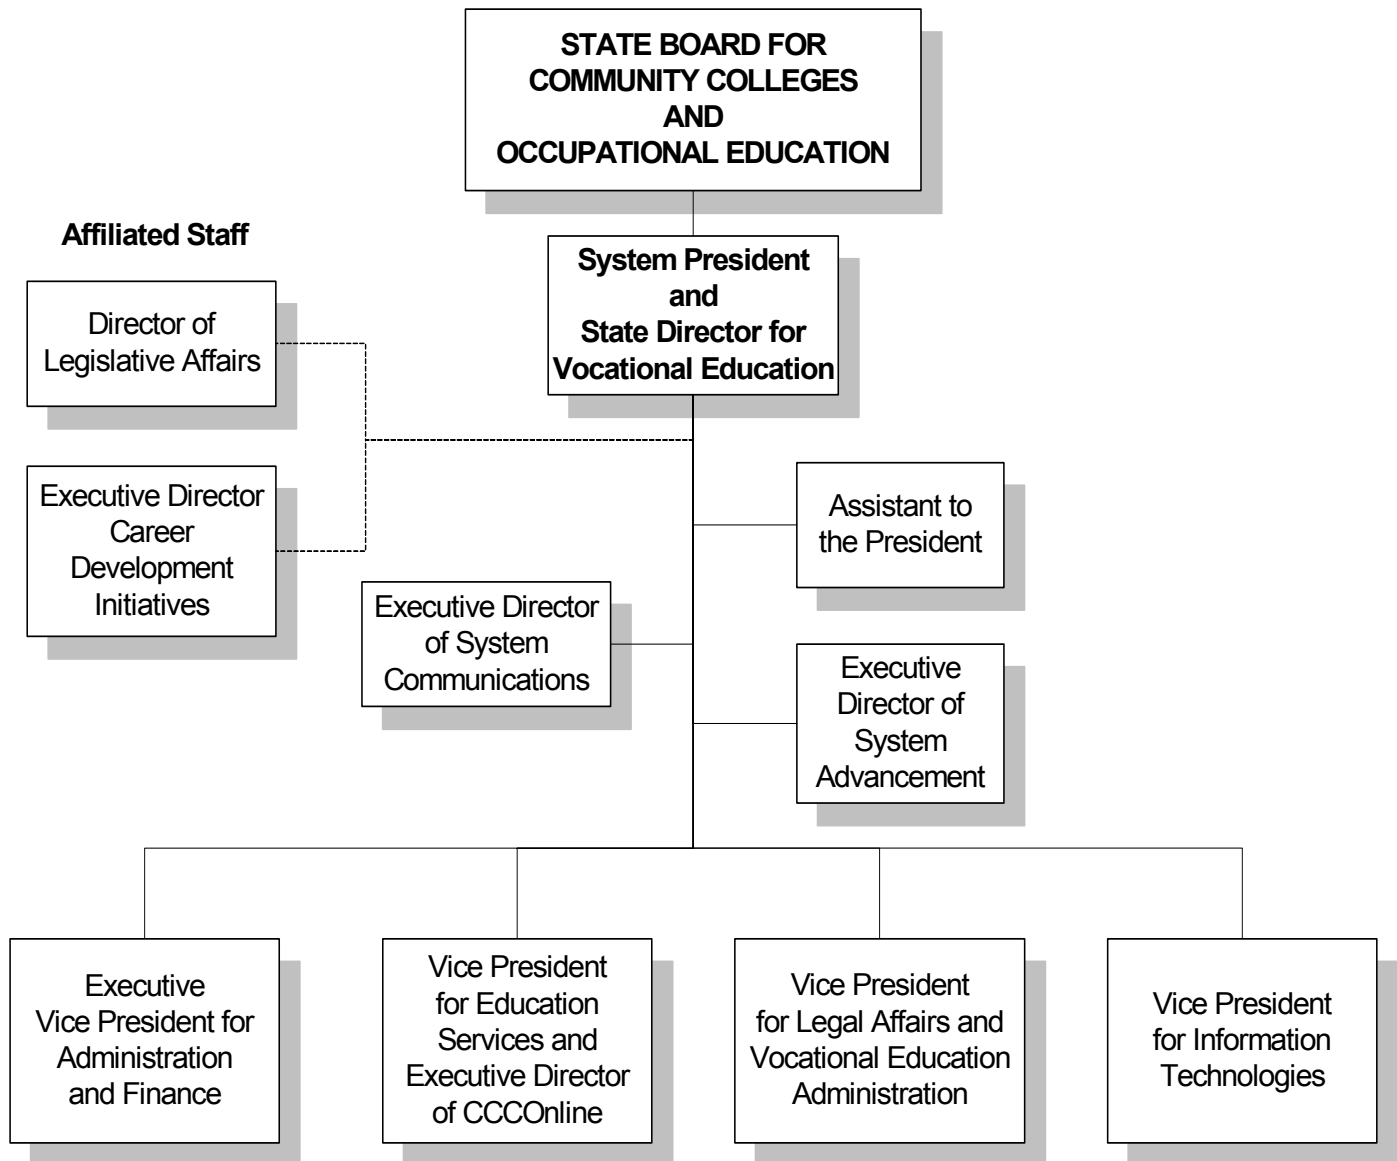 STATE BOARD FOR
COMMUNITY COLLEGES
AND
OCCUPATIONAL EDUCATION
Affiliated Staff
System President
and
State Director for
Vocational Education
Director of
Legislative Affairs
Executive Director
Career
Development
Initiatives
Assistant to
the President
Executive Director
of System
Communications
Executive
Director of
System
Advancement
Executive
Vice President for
Administration
and Finance
Vice President
for Education
Services and
Executive Director
of CCCOnline
Vice President
for Legal Affairs and
Vocational Education
Administration
Vice President
for Information
Technologies